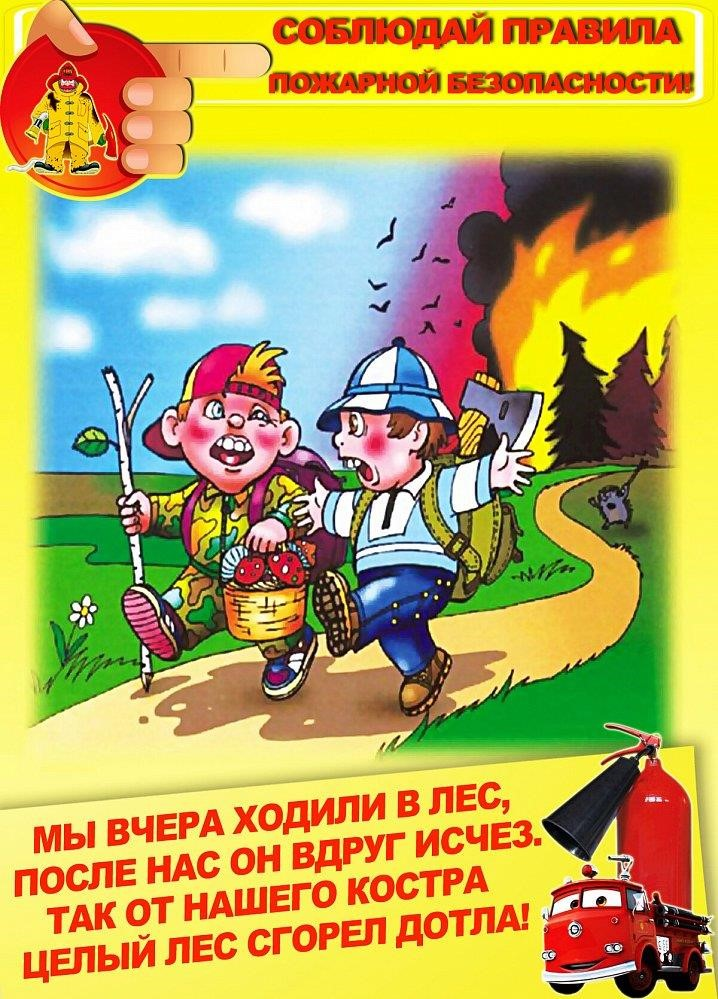 СОБЛЮДАЙ ПРАВИЛА
ПОЖАРНОЙ БЕЗОПАСНОСТИ!
МЫ ВЧЕРА ХОДИЛИ В ЛЕС,
ПОСЛЕ НАС ОН ВДРУГ ИСЧЕЗ.
ТАК ОТ НАШЕГО КОСТРА
ЦЕЛЫЙ ЛЕС СГОРЕЛ ДОТЛА!